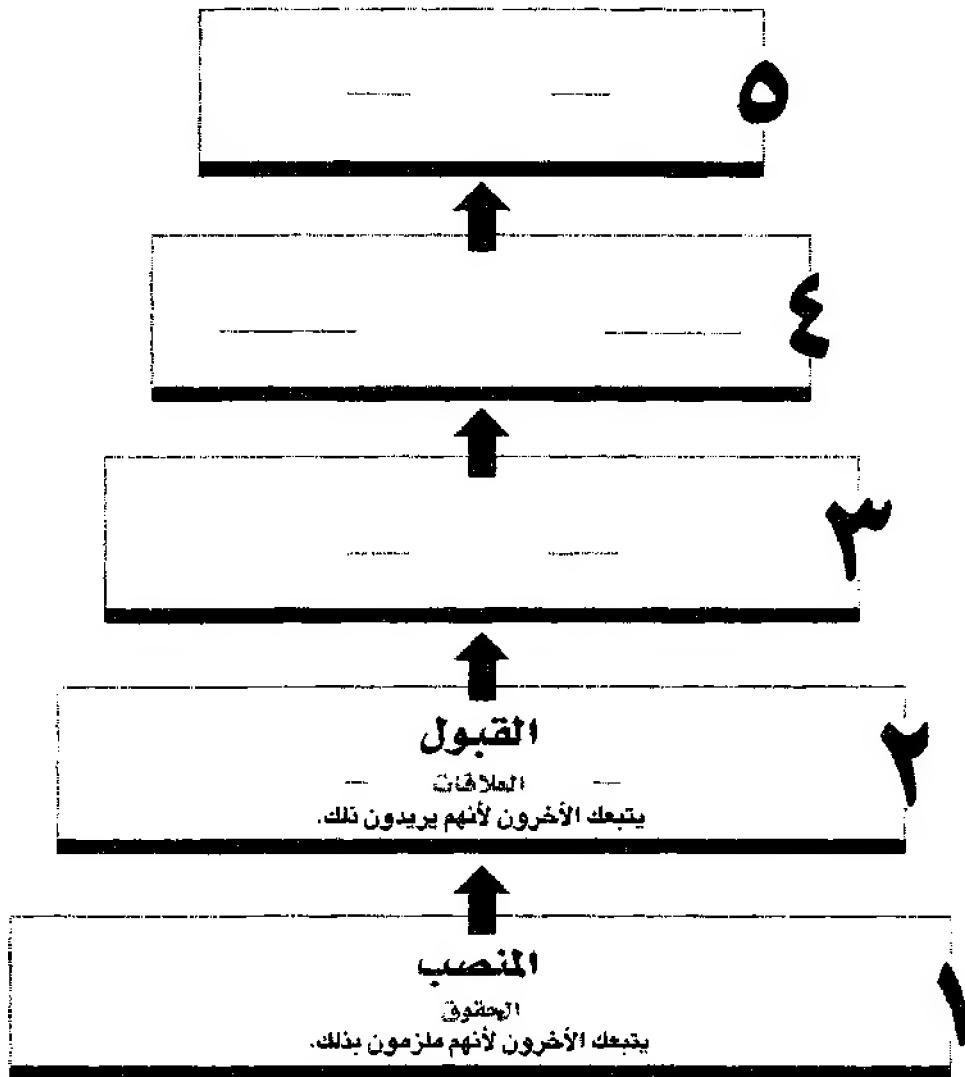 ٥
٤
٣
٢
القبول
العلاقات
يتبعك الأخرون لأنهم يريدون ذلك.
١
المنصب
الحقوق
يتبعك الأخرون لأنهم ملزمون بذلك.